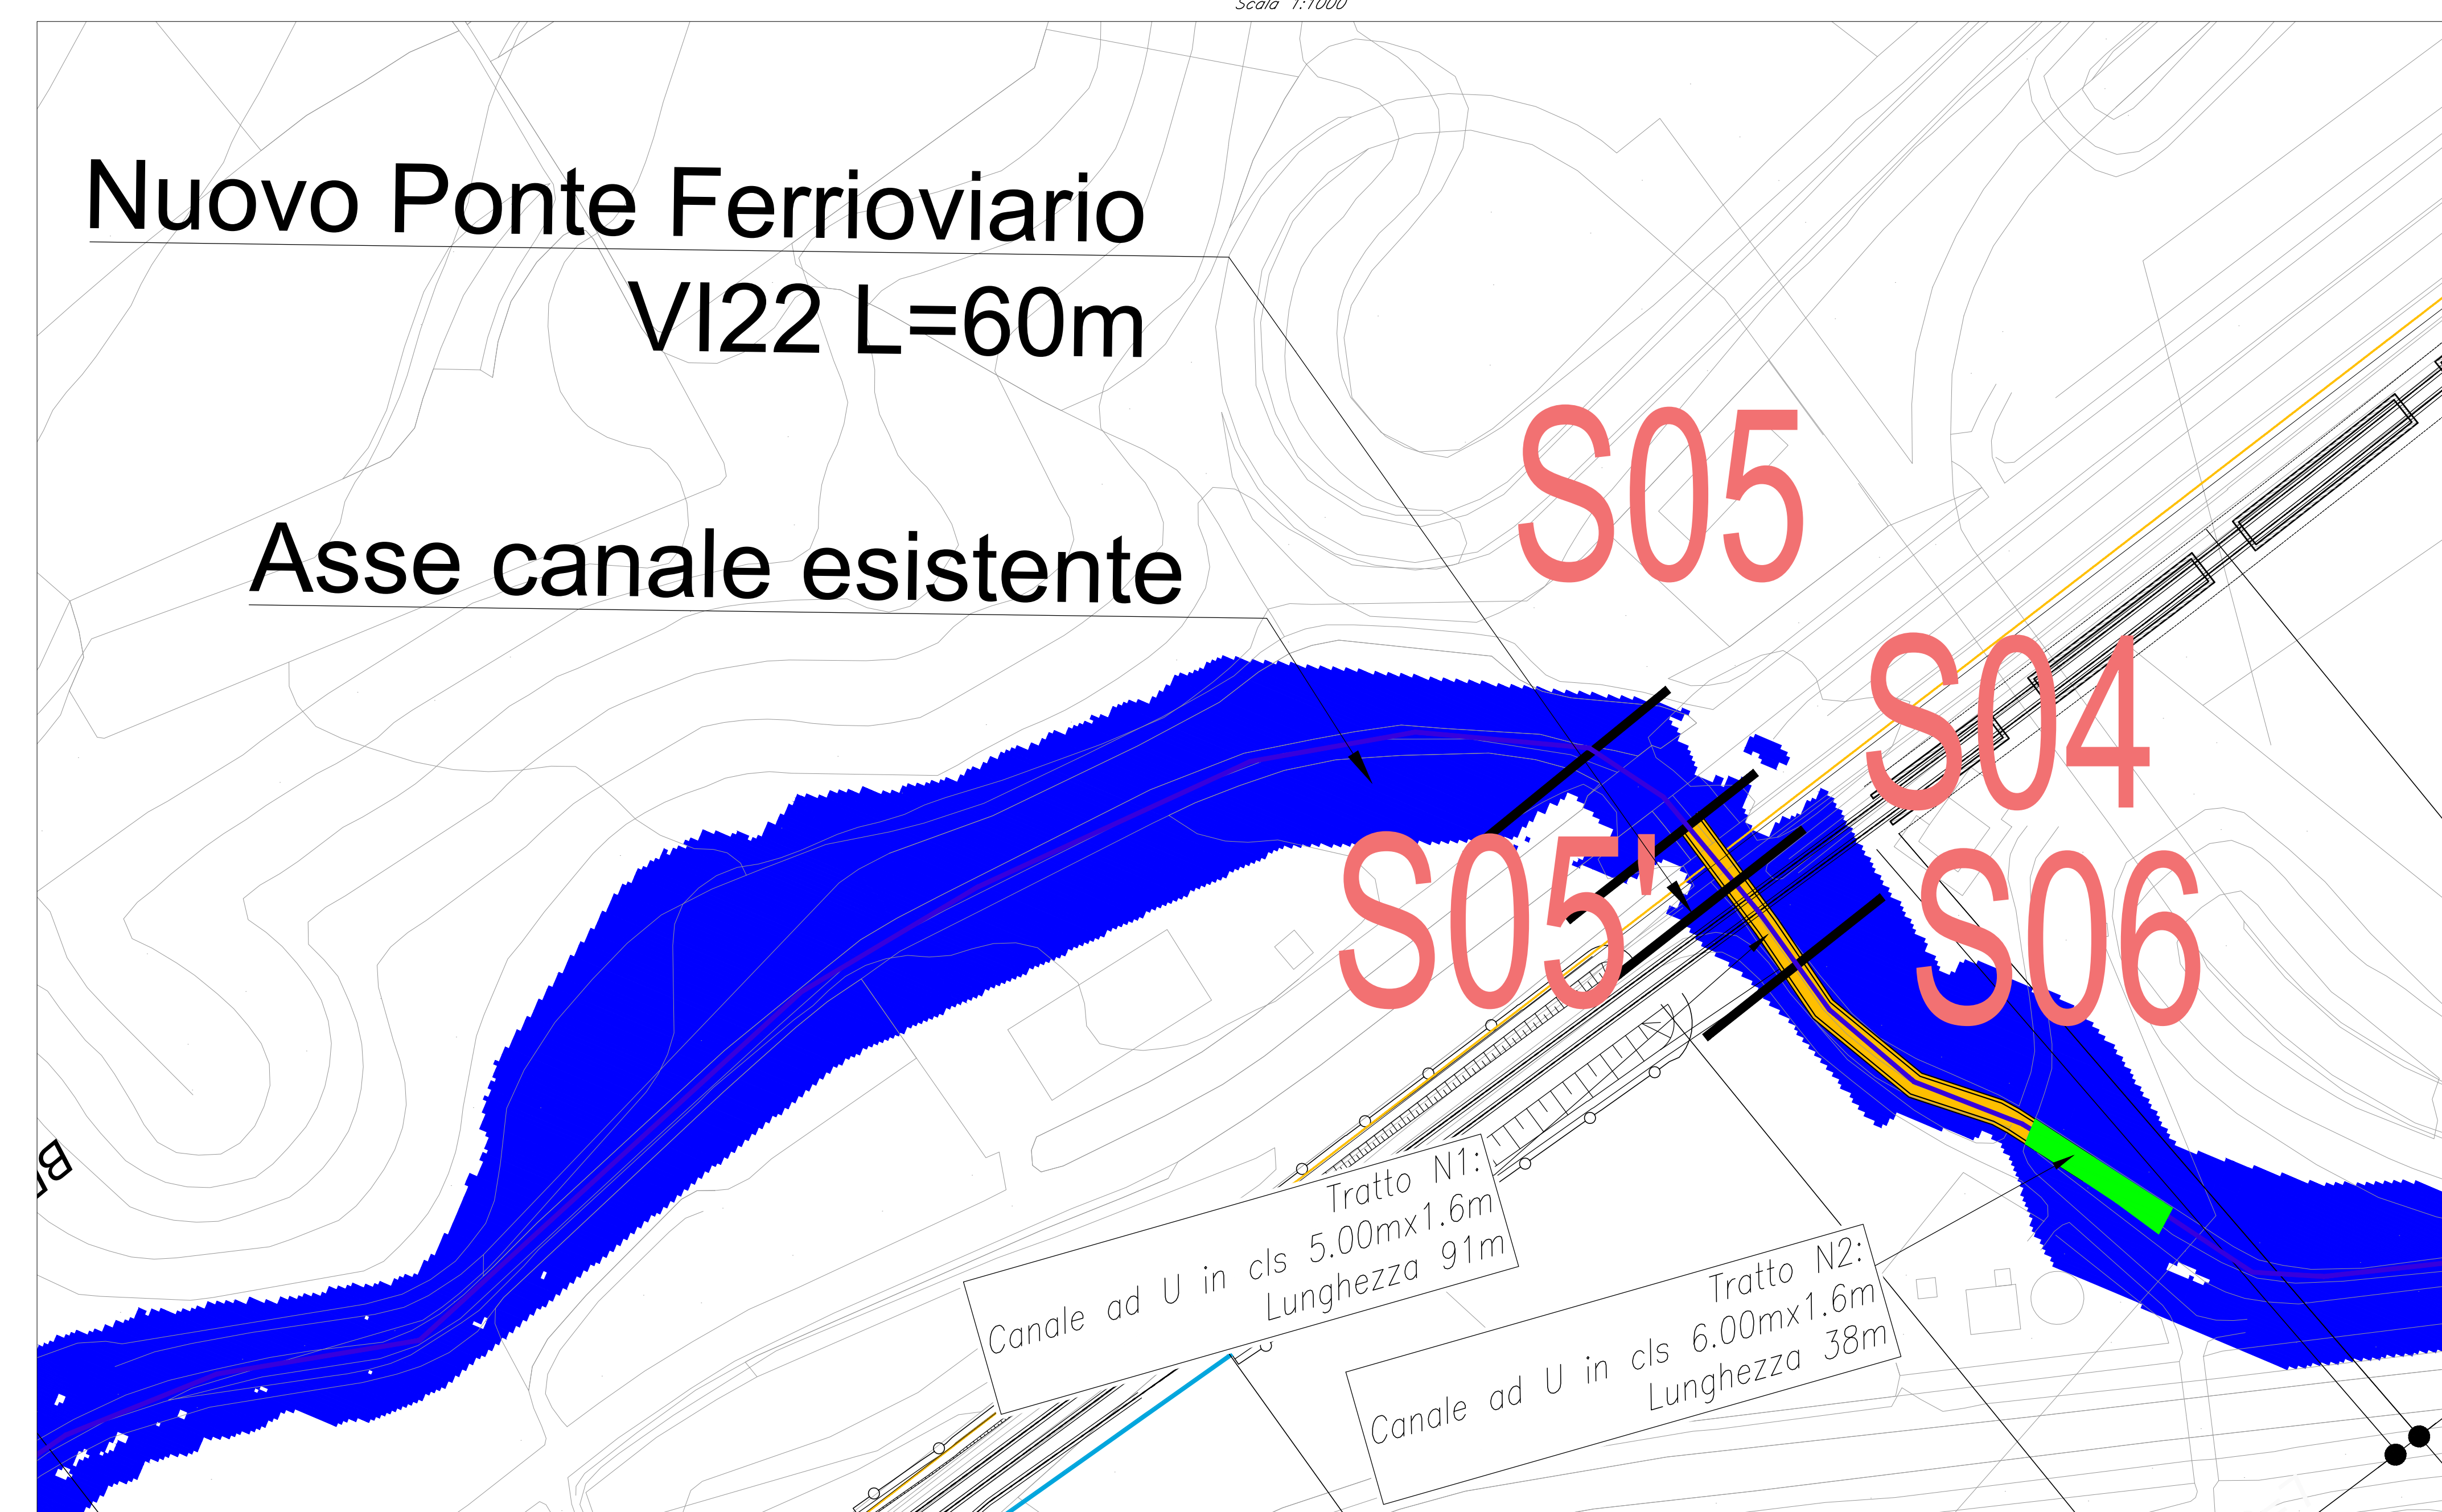 Scala 1:1000
Nuovo Ponte Ferrioviario
VI22 L=60m
Asse canale esistente
S05
S04
S05'
S06
Tratto N1:
Canale ad U in cls 5.00mx1.6m
Lunghezza 91m
Tratto N2:
Canale ad U in cls 6.00mx1.6m
Lunghezza 38m